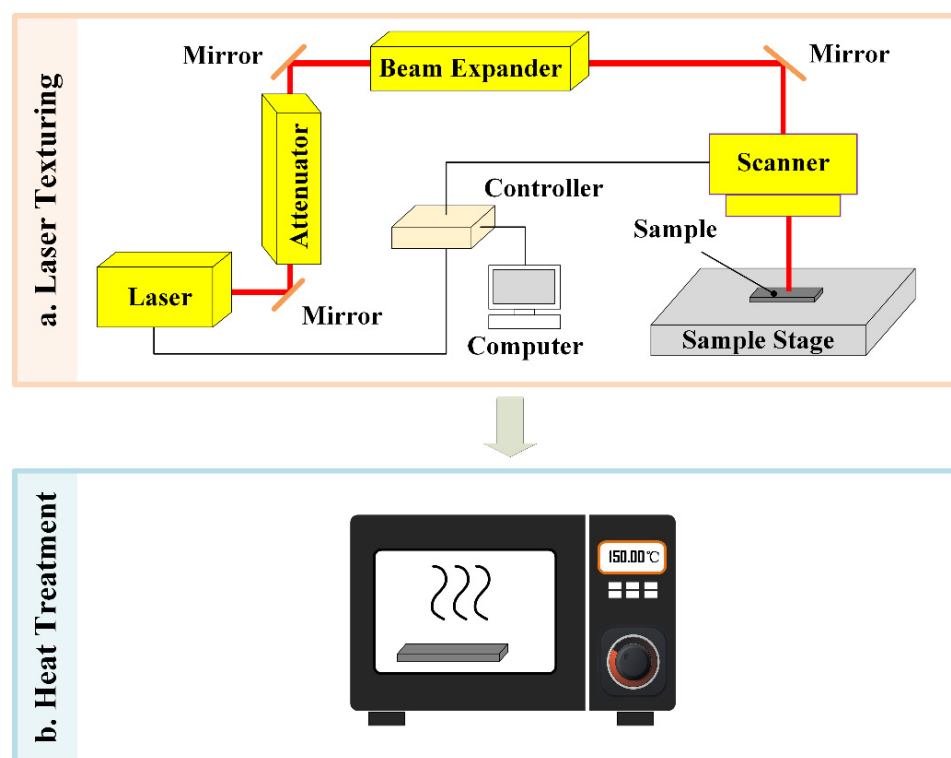 a. Laser Texturing
Mirror
Beam Expander
Mirror
Attenuator
Scanner
Controller
Sample
Laser
Mirror
Computer
Sample Stage
b. Heat Treatment
150.00℃